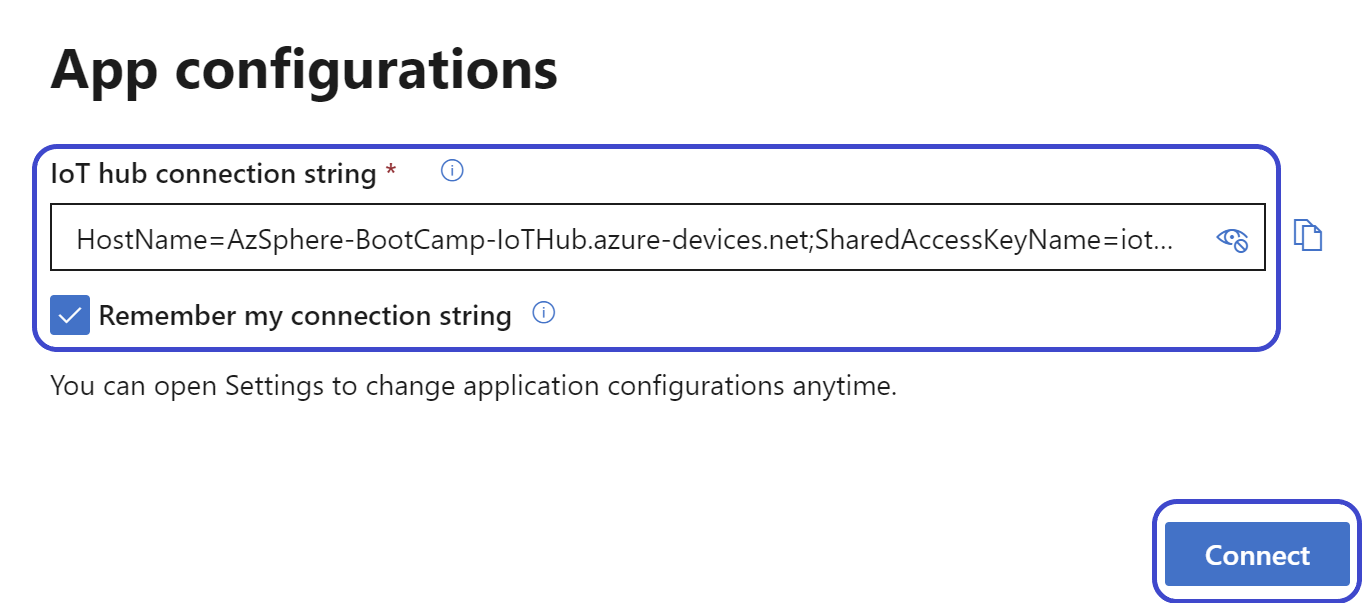 App configurations
IoT hub connection string *
HostName=AzSphere-BootCamp-IoTHub.azure-devices.net;SharedAccessKeyName=iot...
Remember my connection string
You can open Settings to change application configurations anytime.
Connect